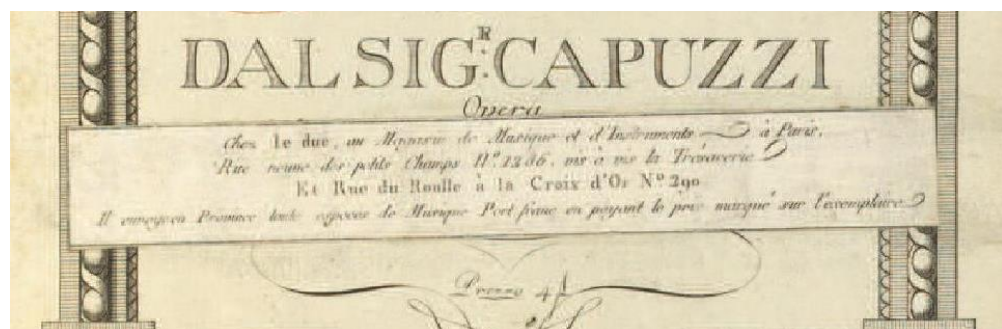 DAL SIG.R CAPUZZI
Opera
Chez le duc, au Magasin de Musique et d'Instruments à Paris.
Rue neuve des petits Champs N.º 1286, vis à vis la Trésorerie
Et Rue du Roulle à la Croix d'Or Nº 290
Il envoye en Province toute espéces de Musique Port franc en payant le prix marqué sur l'exemplaire
Prezzo 4